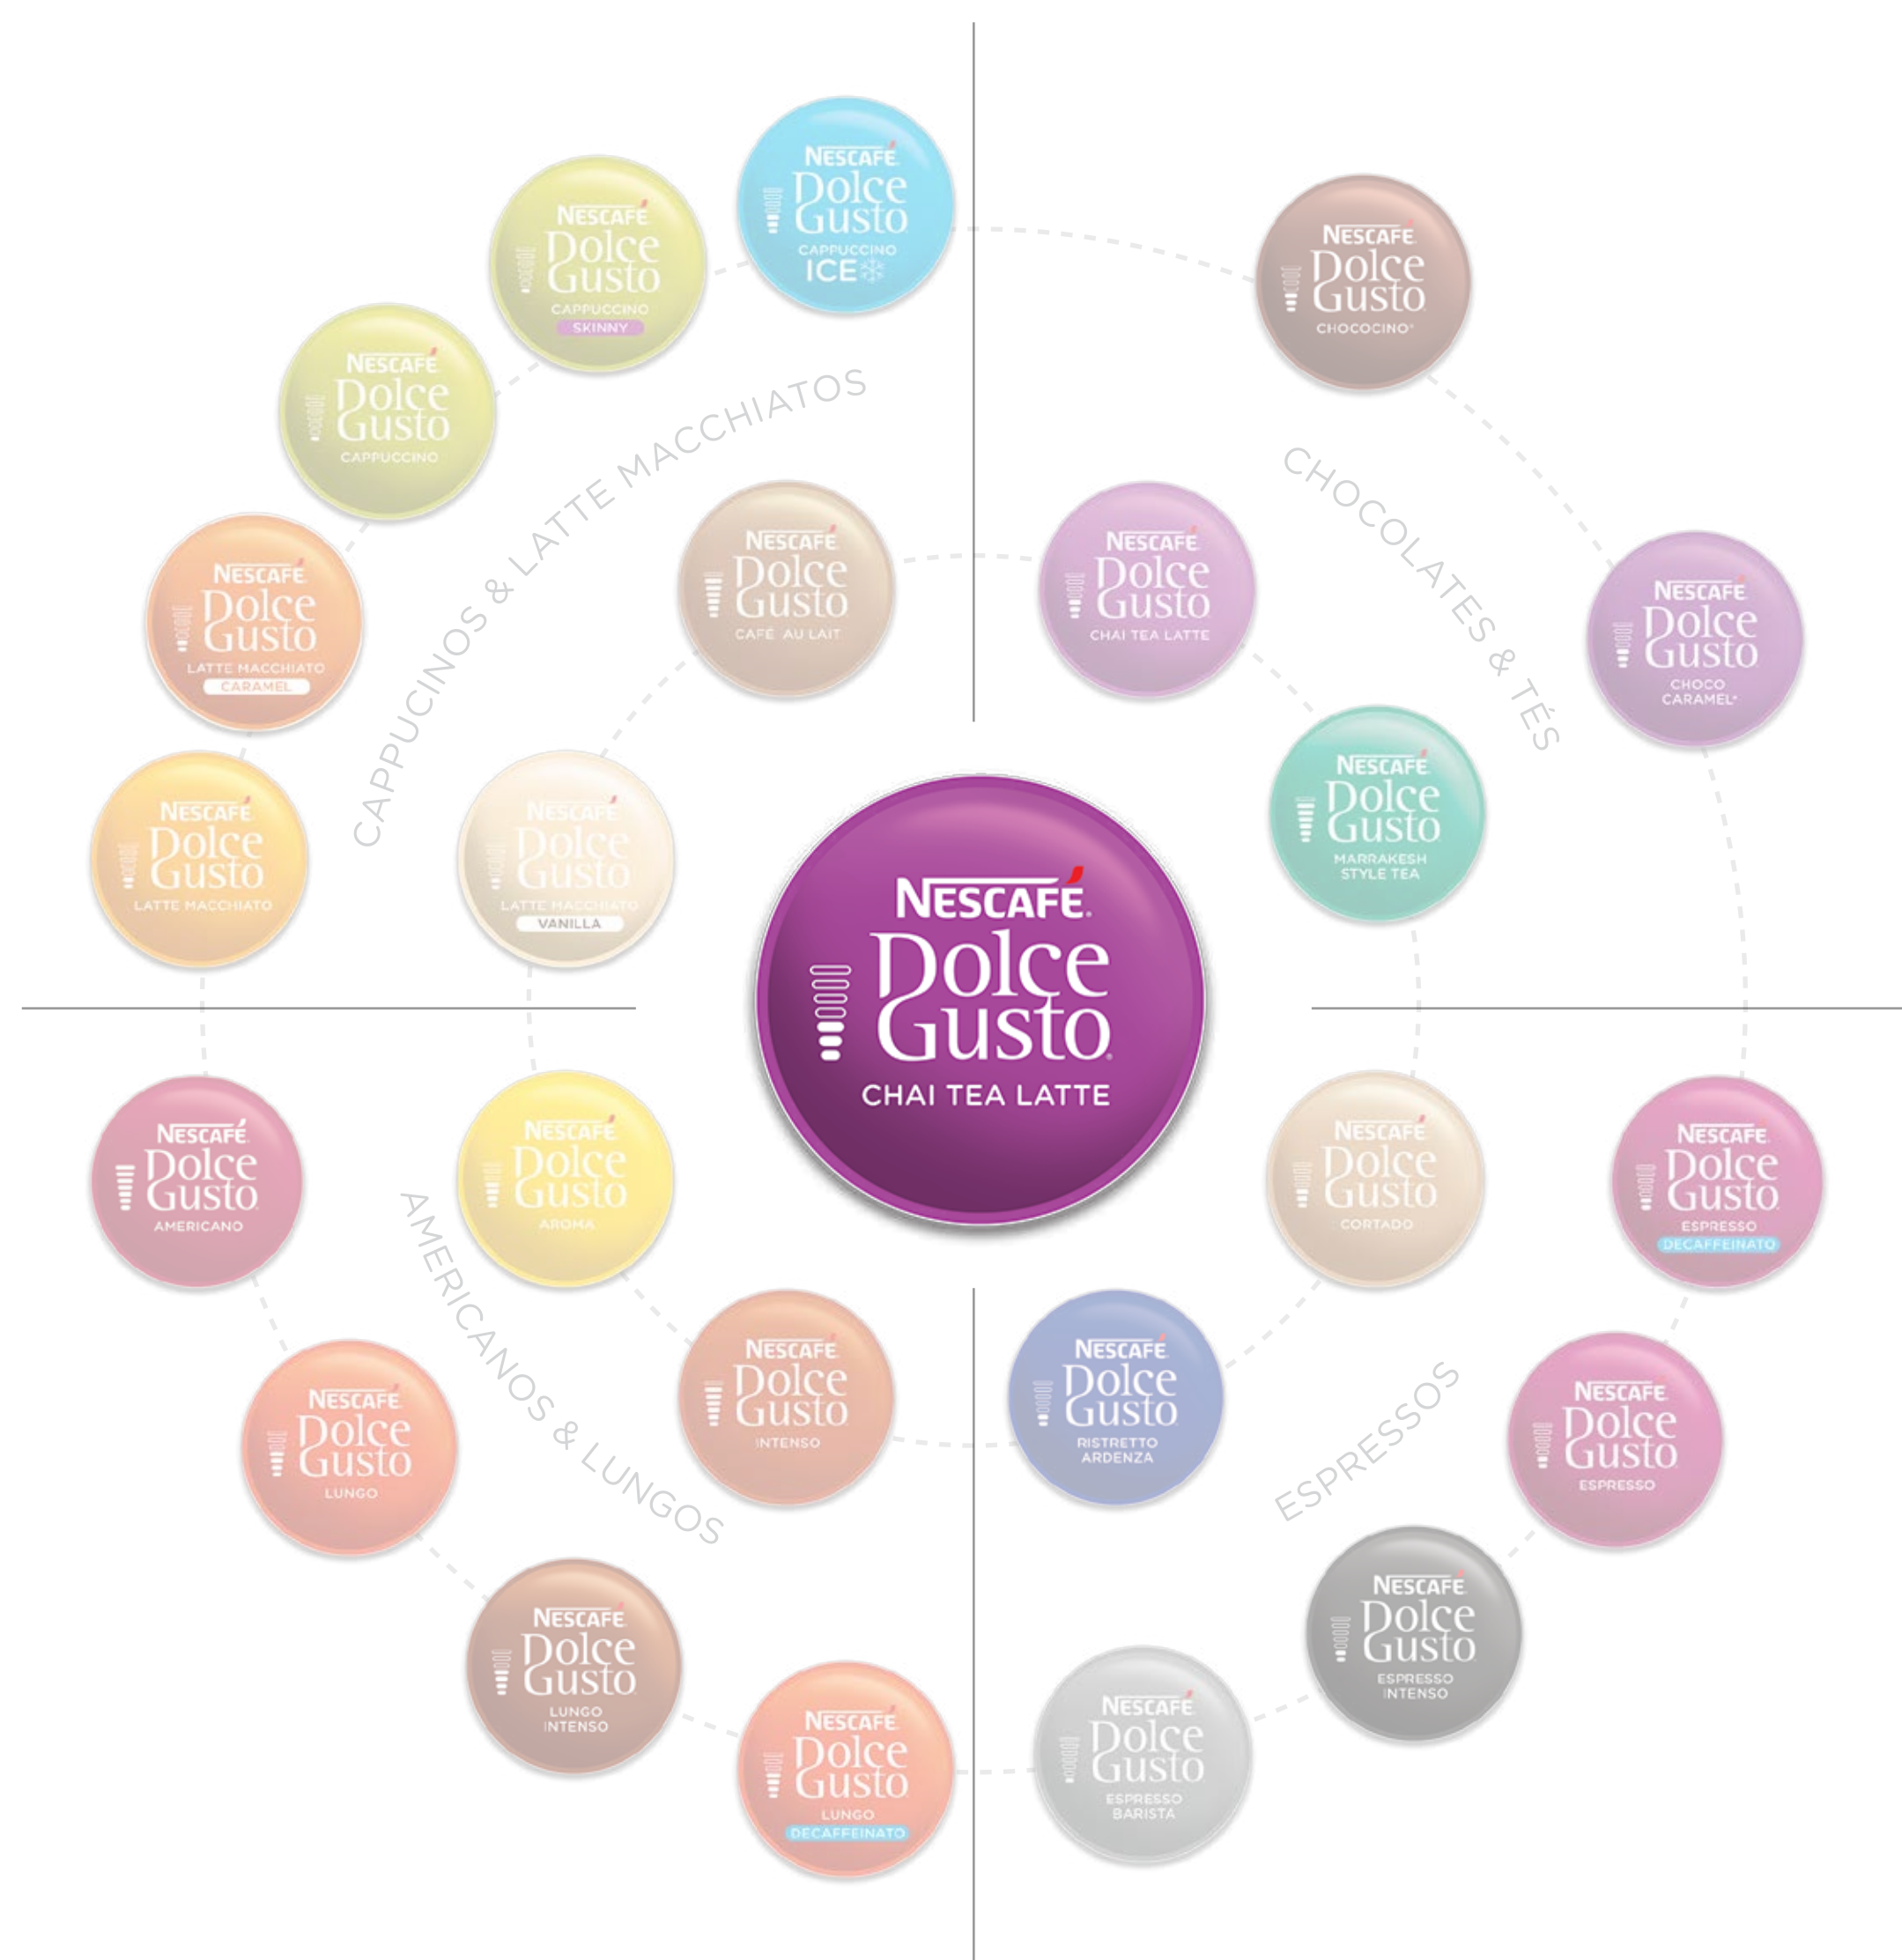 NESCAFÉ.
Dolce
Gusto
CAPPUCCINO
ICE
NESCAFÉ.
Dolce
Gusto
CAPPUCCINO
SKINNY
NESCAFÉ.
Dolce
Gusto
CAPPUCCINO
NESCAFÉ.
Dolce
Gusto
LATTE MACCHIATO
CARAMEL
NESCAFÉ.
Dolce
Gusto
LATTE MACCHIATO
CAPPUCINOS & LATTE MACCHIATOS
NESCAFÉ.
Dolce
Gusto
CAFÉ AU LAIT
NESCAFÉ.
Dolce
Gusto
LATTE MACCHIATO
VANILLA
NESCAFÉ.
Dolce
Gusto
CHOCOCINO®
CHOCOLATES & TÉS
NESCAFÉ.
Dolce
Gusto
CHAI TEA LATTE
NESCAFÉ.
Dolce
Gusto
CHOCO
CARAMEL*
NESCAFÉ.
Dolce
Gusto
MARRAKESH
STYLE TEA
NESCAFÉ.
Dolce
Gusto®
CHAI TEA LATTE
NESCAFÉ.
Dolce
Gusto
AMERICANO
NESCAFÉ.
Dolce
Gusto
AROMA
AMERICANOS & LUNGOS
NESCAFÉ.
Dolce
Gusto
LUNGO
NESCAFÉ.
Dolce
Gusto
INTENSO
NESCAFÉ.
Dolce
Gusto
LUNGO
INTENSO
NESCAFÉ.
Dolce
Gusto
LUNGO
DECAFFEINATO
NESCAFÉ.
Dolce
Gusto
CORTADO
NESCAFÉ.
Dolce
Gusto
ESPRESSO
DECAFFEINATO
NESCAFÉ.
Dolce
Gusto
RISTRETTO
ARDENZA
ESPRESSOS
NESCAFÉ.
Dolce
Gusto
ESPRESSO
NESCAFÉ.
Dolce
Gusto
ESPRESSO
INTENSO
NESCAFÉ.
Dolce
Gusto
ESPRESSO
BARISTA